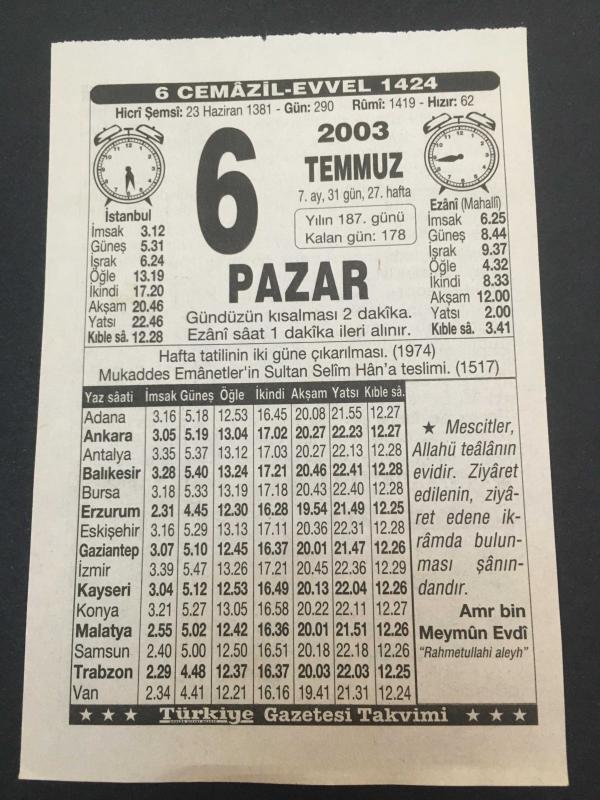 6 CEMÂZİL-EVVEL 1424
Hicrî Şemsî: 23 Haziran 1381 - Gün: 290 Rûmî: 1419 - Hızır: 62
İstanbul
İmsak 3.12
Güneş 5.31
İşrak 6.24
Öğle 13.19
İkindi 17.20
Akşam 20.46
Yatsı 22.46
Kıble sâ. 12.28
6
2003
TEMMUZ
7. ay, 31 gün, 27. hafta
Yılın 187. günü
Kalan gün: 178
PAZAR
Gündüzün kısalması 2 dakîka.
Ezânî sâat 1 dakîka ileri alınır.
Ezânî (Mahallî)
İmsak 6.25
Güneş 8.44
İşrak 9.37
Öğle 4.32
İkindi 8.33
Akşam 12.00
Yatsı 2.00
Kıble sâ. 3.41
Hafta tatilinin iki güne çıkarılması. (1974)
Mukaddes Emânetler'in Sultan Selîm Hân'a teslimi. (1517)
Yaz sâati İmsak Güneş Öğle İkindi Akşam Yatsı Kıble sâ.
Adana 3.16 5.18 12.53 16.45 20.08 21.55 12.27
Ankara 3.05 5.19 13.04 17.02 20.27 22.23 12.27
Antalya 3.35 5.37 13.12 17.03 20.27 22.13 12.28
Balıkesir 3.28 5.40 13.24 17.21 20.46 22.41 12.28
Bursa 3.18 5.33 13.19 17.18 20.43 22.40 12.28
Erzurum 2.31 4.45 12.30 16.28 19.54 21.49 12.25
Eskişehir 3.16 5.29 13.13 17.11 20.36 22.31 12.28
Gaziantep 3.07 5.10 12.45 16.37 20.01 21.47 12.26
İzmir 3.39 5.47 13.26 17.21 20.45 22.36 12.29
Kayseri 3.04 5.12 12.53 16.49 20.13 22.04 12.26
Konya 3.21 5.27 13.05 16.58 20.22 22.11 12.27
Malatya 2.55 5.02 12.42 16.36 20.01 21.51 12.26
Samsun 2.40 5.00 12.50 16.51 20.18 22.18 12.26
Trabzon 2.29 4.48 12.37 16.37 20.03 22.03 12.25
Van 2.34 4.41 12.21 16.16 19.41 21.31 12.24
★ Mescitler,
Allahü teâlânın
evidir. Ziyâret
edilenin, ziyâ-
ret edene ik-
râmda bulun-
ması şânın-
dandır.
Amr bin
Meymûn Evdî
"Rahmetullahi aleyh"
★ ★ ★ Türkiye Gazetesi Takvimi ★ ★ ★